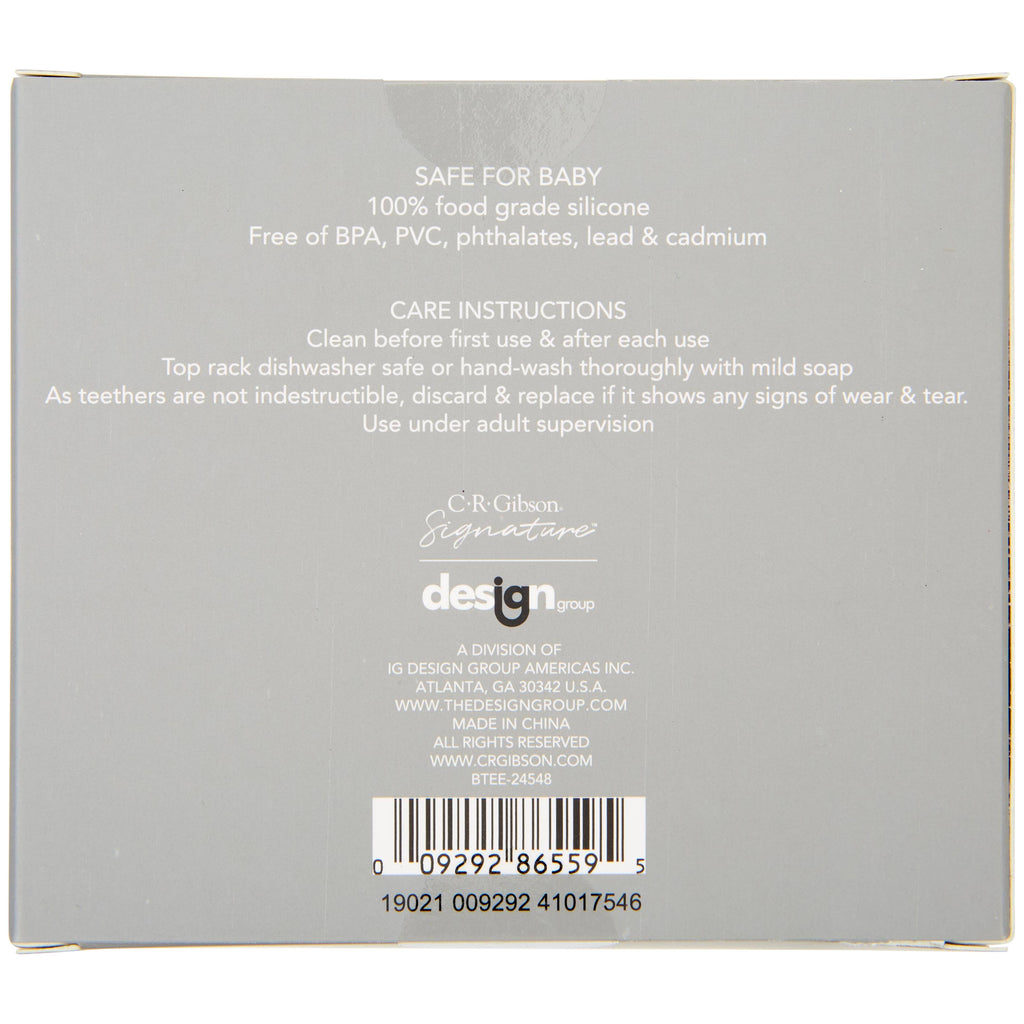 SAFE FOR BABY
100% food grade silicone
Free of BPA, PVC, phthalates, lead & cadmium
CARE INSTRUCTIONS
Clean before first use & after each use
Top rack dishwasher safe or hand-wash thoroughly with mild soap
As teethers are not indestructible, discard & replace if it shows any signs of wear & tear.
Use under adult supervision
C·R·Gibson®
Signature™
design group
A DIVISION OF
IG DESIGN GROUP AMERICAS INC.
ATLANTA, GA 30342 U.S.A.
WWW.THEDESIGNGROUP.COM
MADE IN CHINA
ALL RIGHTS RESERVED
WWW.CRGIBSON.COM
BTEE-24548
0 09292 86559 5
19021 009292 41017546